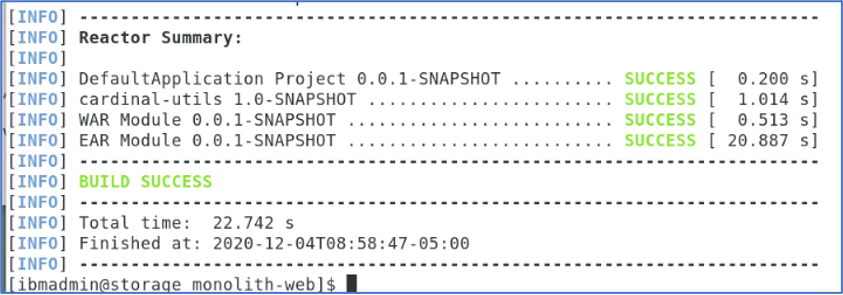 [INFO] ------------------------------------------------------------------------
[INFO] Reactor Summary:
[INFO]
[INFO] DefaultApplication Project 0.0.1-SNAPSHOT .......... SUCCESS [  0.200 s]
[INFO] cardinal-utils 1.0-SNAPSHOT ........................ SUCCESS [  1.014 s]
[INFO] WAR Module 0.0.1-SNAPSHOT .......................... SUCCESS [  0.513 s]
[INFO] EAR Module 0.0.1-SNAPSHOT .......................... SUCCESS [ 20.887 s]
[INFO] ------------------------------------------------------------------------
[INFO] BUILD SUCCESS
[INFO] ------------------------------------------------------------------------
[INFO] Total time:  22.742 s
[INFO] Finished at: 2020-12-04T08:58:47-05:00
[INFO] ------------------------------------------------------------------------
[ibmadmin@storage monolith-web]$